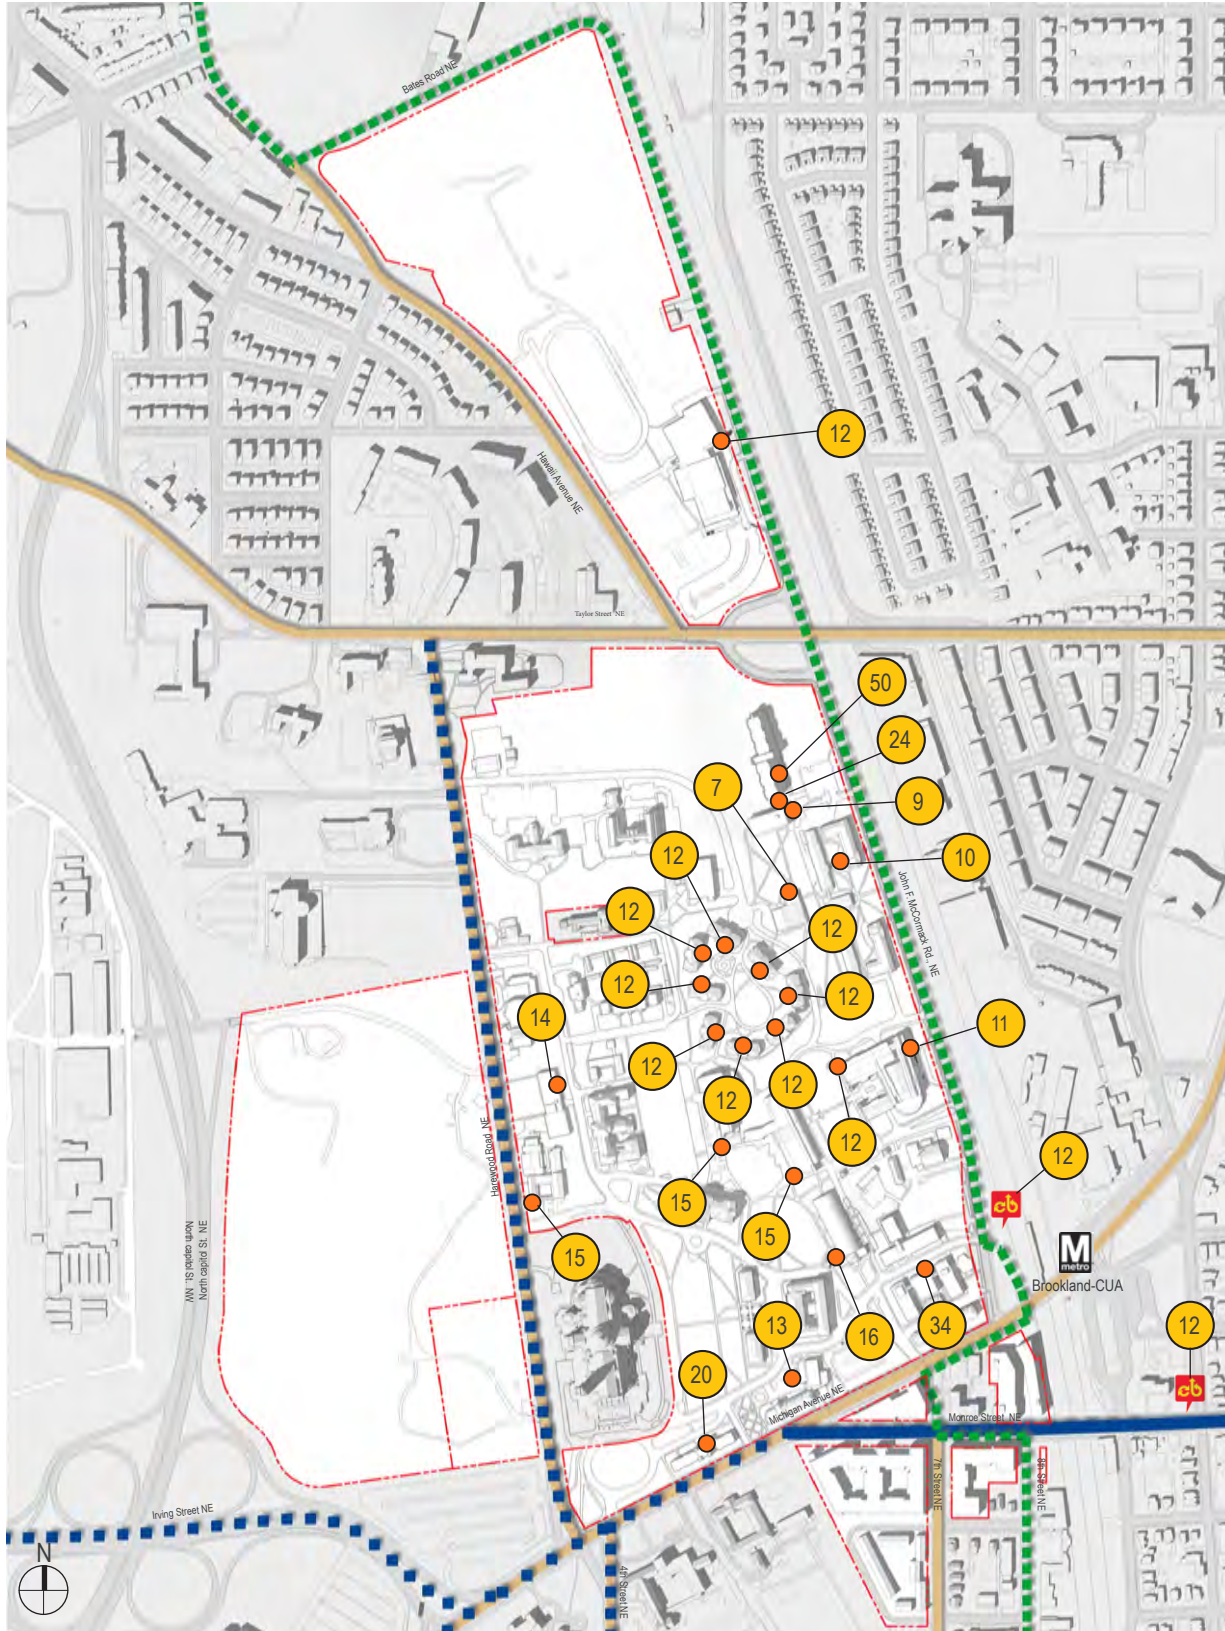 Bates Road NE
12
Hawaii Avenue NE
Taylor Street NE
50
24
7
9
12
10
12
12
12
12
14
John F. McCormack Rd., NE
11
12
12
12
12
12
Harewood Road NE
15
15
15
cb
M
metro
Brookland-CUA
North capitol St. NW
North capitol St. NE
13
16
34
12
cb
20
Michigan Avenue NE
Monroe Street NE
7th Street NE
8th Street NE
Irving Street NE
N
4th Street NE